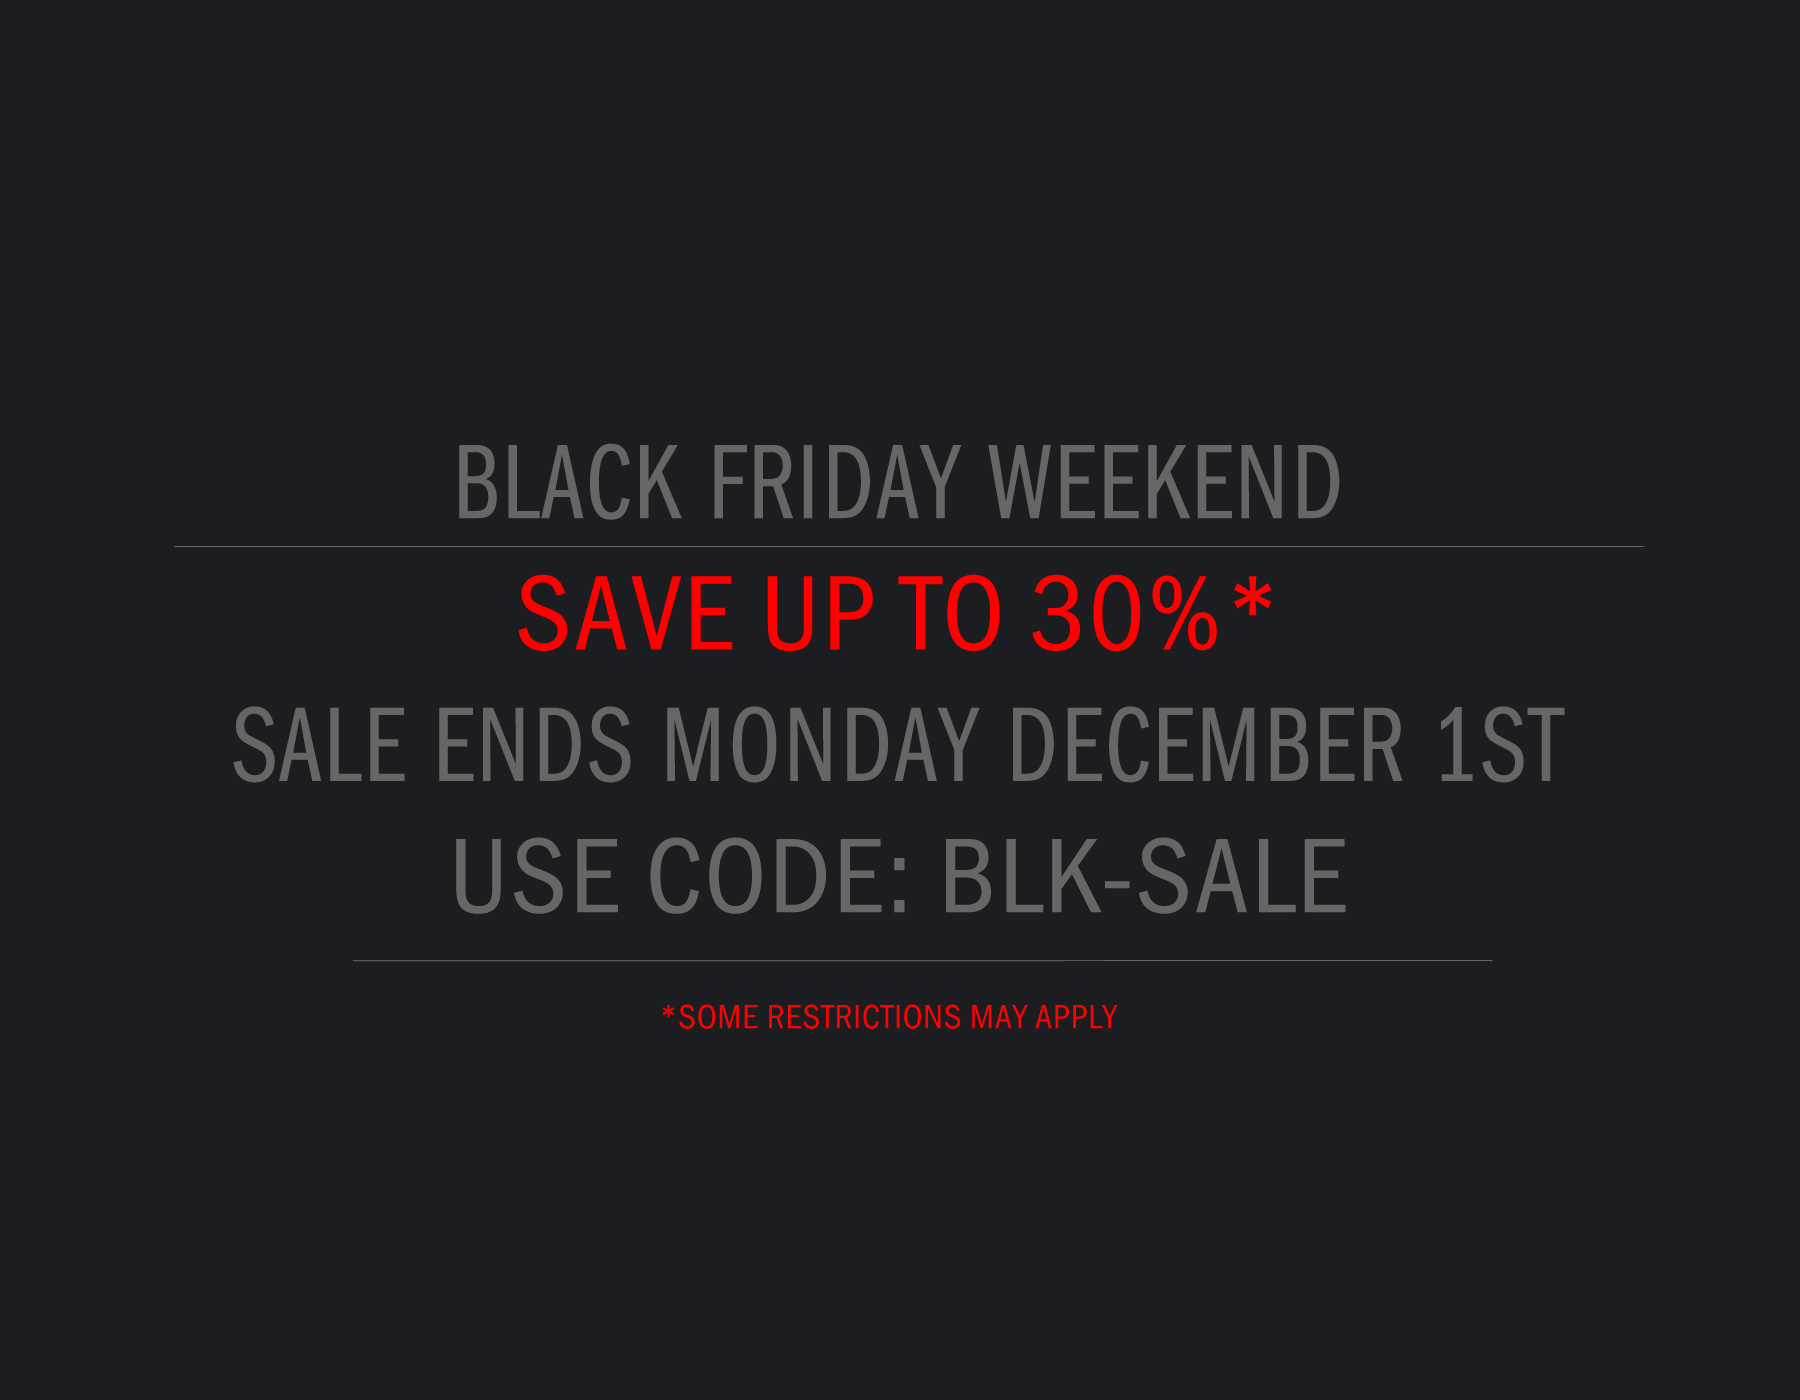 BLACK FRIDAY WEEKEND
SAVE UP TO 30%*
SALE ENDS MONDAY DECEMBER 1ST
USE CODE: BLK-SALE
*SOME RESTRICTIONS MAY APPLY